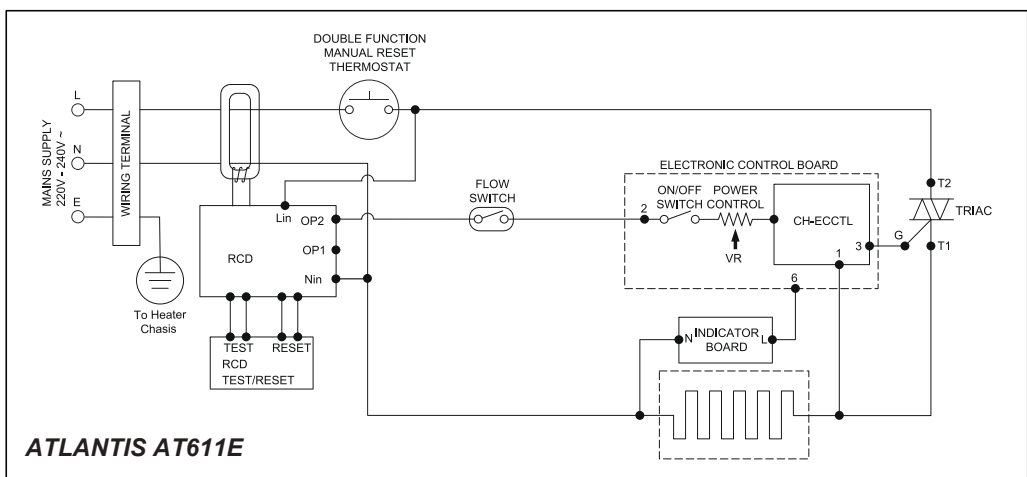 DOUBLE FUNCTION
MANUAL RESET
THERMOSTAT
MAINS SUPPLY
220V - 240V ~
L
N
E
WIRING TERMINAL
To Heater
Chasis
Lin
OP2
OP1
Nin
RCD
TEST RESET
RCD
TEST/RESET
FLOW
SWITCH
ELECTRONIC CONTROL BOARD
2
ON/OFF
SWITCH
POWER
CONTROL
VR
CH-ECCTL
3
1
6
G
T2
TRIAC
T1
N
INDICATOR
BOARD
L
ATLANTIS AT611E